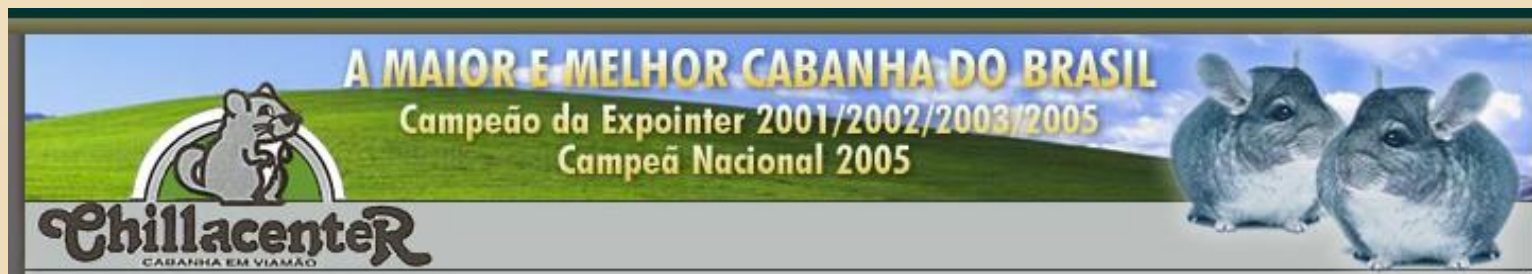 A MAIOR E MELHOR CABANHA DO BRASIL
Campeão da Expointer 2001/2002/2003/2005
Campeã Nacional 2005
ChillacenteR
CABANHA EM VIAMÃO